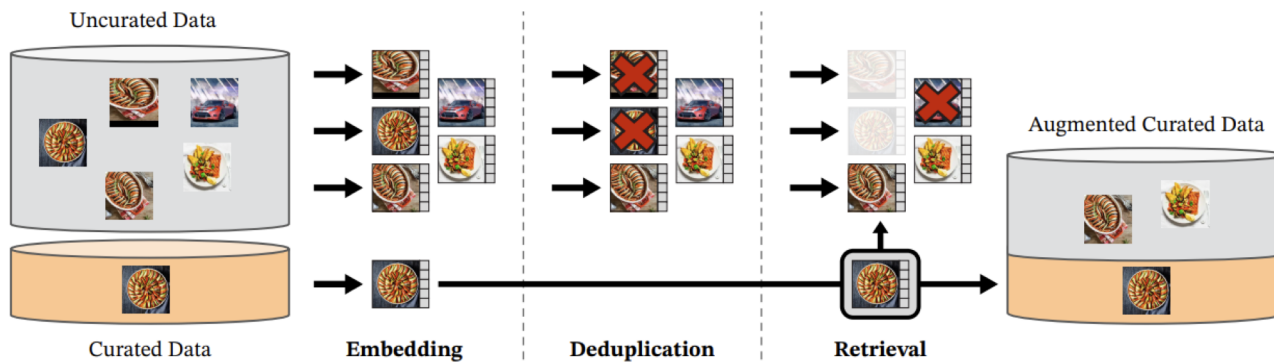 Uncurated Data
Augmented Curated Data
Curated Data
Embedding
Deduplication
Retrieval